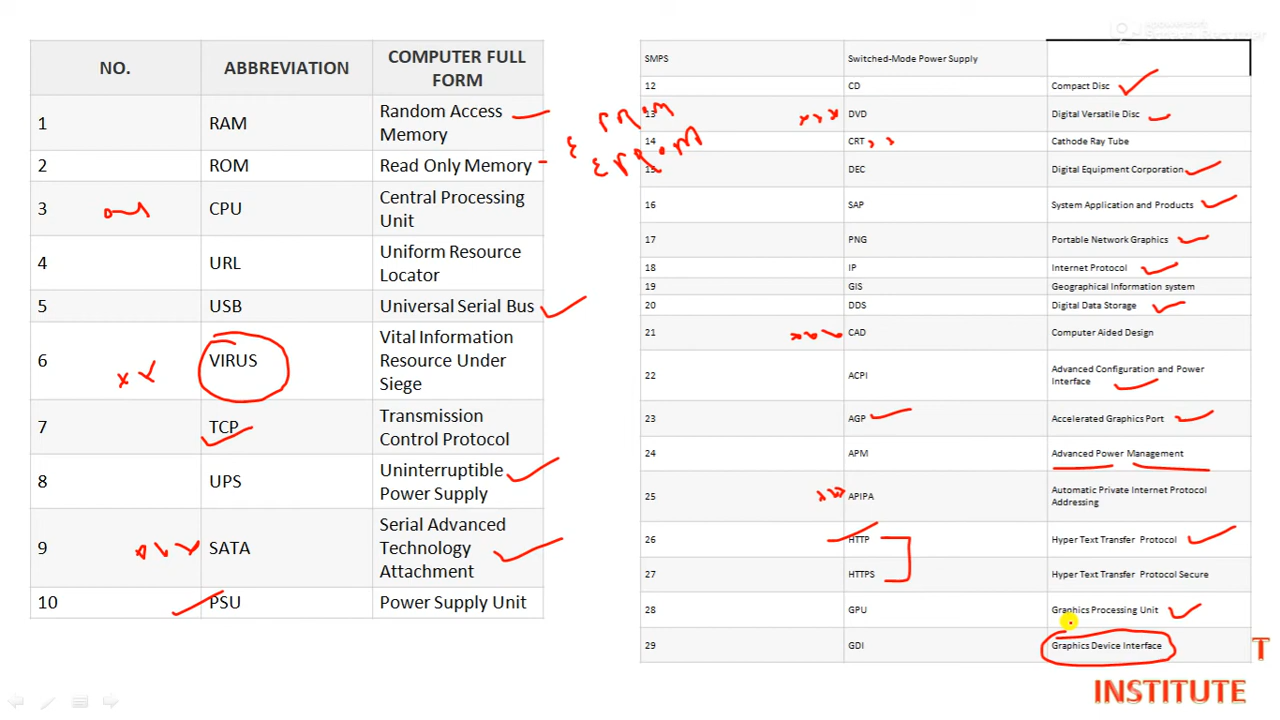 NO. ABBREVIATION COMPUTER FULL
FORM
1 RAM Random Access
Memory
2 ROM Read Only Memory
3 CPU Central Processing
Unit
4 URL Uniform Resource
Locator
5 USB Universal Serial Bus
6 VIRUS Vital Information
Resource Under
Siege
7 TCP Transmission
Control Protocol
8 UPS Uninterruptible
Power Supply
9 SATA Serial Advanced
Technology
Attachment
10 PSU Power Supply Unit
SMPS Switched-Mode Power Supply
12 CD Compact Disc
13 DVD Digital Versatile Disc
14 CRT Cathode Ray Tube
15 DEC Digital Equipment Corporation
16 SAP System Application and Products
17 PNG Portable Network Graphics
18 IP Internet Protocol
19 GIS Geographical Information system
20 DDS Digital Data Storage
21 CAD Computer Aided Design
22 ACPI Advanced Configuration and Power
Interface
23 AGP Accelerated Graphics Port
24 APM Advanced Power Management
25 APIPA Automatic Private Internet Protocol
Addressing
26 HTTP Hyper Text Transfer Protocol
27 HTTPS Hyper Text Transfer Protocol Secure
28 GPU Graphics Processing Unit
29 GDI Graphics Device Interface
T
INSTITUTE